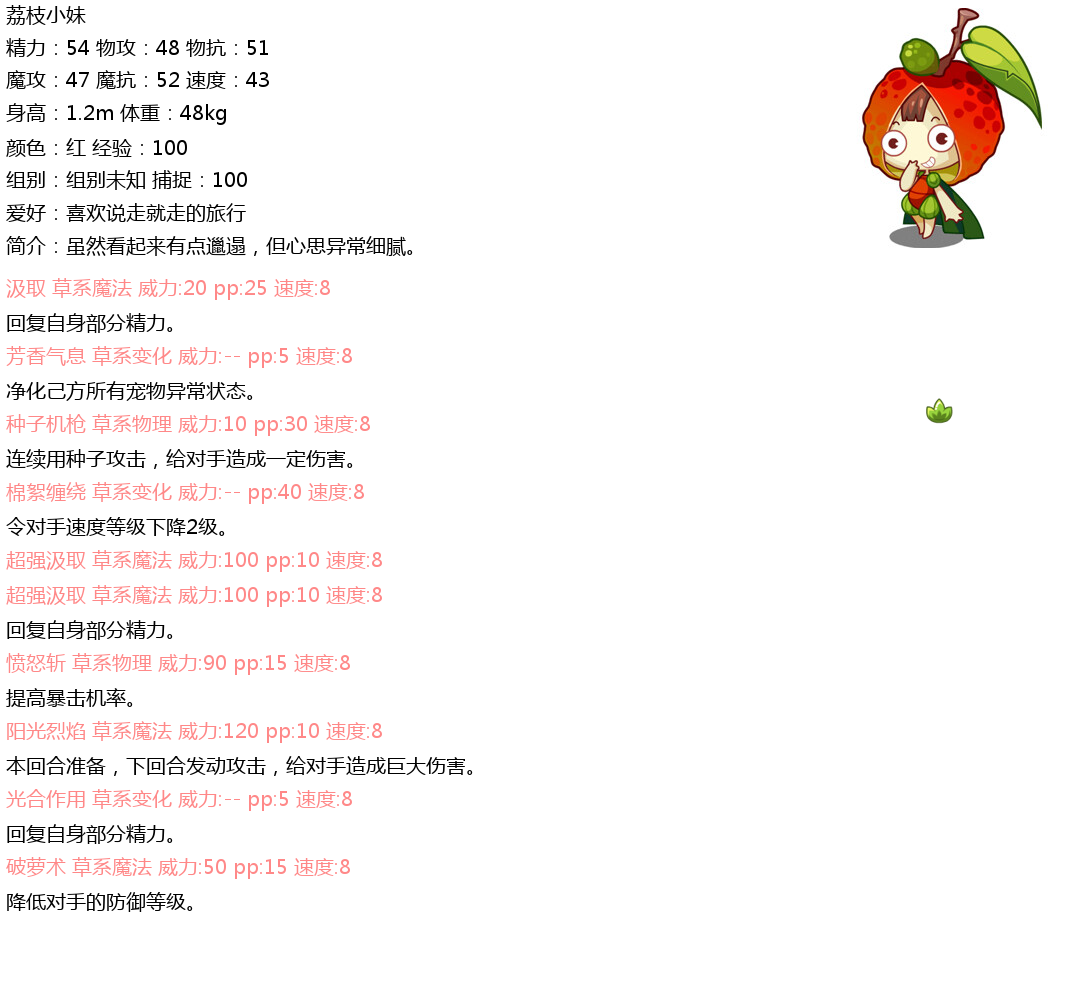 荔枝小妹
精力：54 物攻：48 物抗：51
魔攻：47 魔抗：52 速度：43
身高：1.2m 体重：48kg
颜色：红 经验：100
组别：组别未知 捕捉：100
爱好：喜欢说走就走的旅行
简介：虽然看起来有点邋遢，但心思异常细腻。
汲取 草系魔法 威力:20 pp:25 速度:8
回复自身部分精力。
芳香气息 草系变化 威力:-- pp:5 速度:8
净化己方所有宠物异常状态。
种子机枪 草系物理 威力:10 pp:30 速度:8
连续用种子攻击，给对手造成一定伤害。
棉絮缠绕 草系变化 威力:-- pp:40 速度:8
令对手速度等级下降2级。
超强汲取 草系魔法 威力:100 pp:10 速度:8
超强汲取 草系魔法 威力:100 pp:10 速度:8
回复自身部分精力。
愤怒斩 草系物理 威力:90 pp:15 速度:8
提高暴击机率。
阳光烈焰 草系魔法 威力:120 pp:10 速度:8
本回合准备，下回合发动攻击，给对手造成巨大伤害。
光合作用 草系变化 威力:-- pp:5 速度:8
回复自身部分精力。
破萝术 草系魔法 威力:50 pp:15 速度:8
降低对手的防御等级。